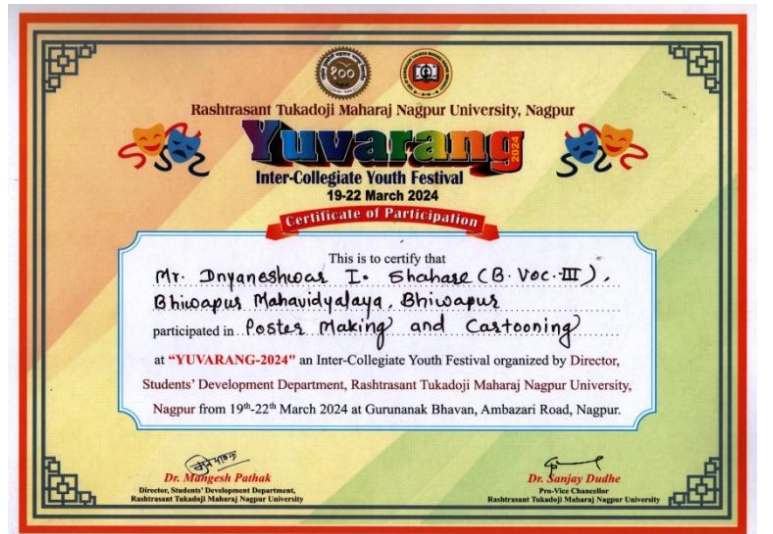 १००
Rashtrasant Tukadoji Maharaj Nagpur University, Nagpur
Yuvarang 2024
Inter-Collegiate Youth Festival
19-22 March 2024
Certificate of Participation
This is to certify that
Mr. Dnyaneshwar I. Shahare (B. Voc. III).
Bhiwapur Mahavidyalaya, Bhiwapur
participated in Poster Making and Cartooning
at "YUVARANG-2024" an Inter-Collegiate Youth Festival organized by Director,
Students' Development Department, Rashtrasant Tukadoji Maharaj Nagpur University,
Nagpur from 19th-22th March 2024 at Gurunanak Bhavan, Ambazari Road, Nagpur.
Dr. Mangesh Pathak
Director, Students' Development Department,
Rashtrasant Tukadoji Maharaj Nagpur University
Dr. Sanjay Dudhe
Pro-Vice Chancellor
Rashtrasant Tukadoji Maharaj Nagpur University